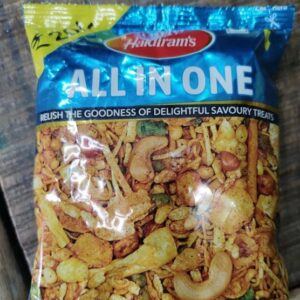 Haldiram's
ALL IN ONE
RELISH THE GOODNESS OF DELIGHTFUL SAVOURY TREATS